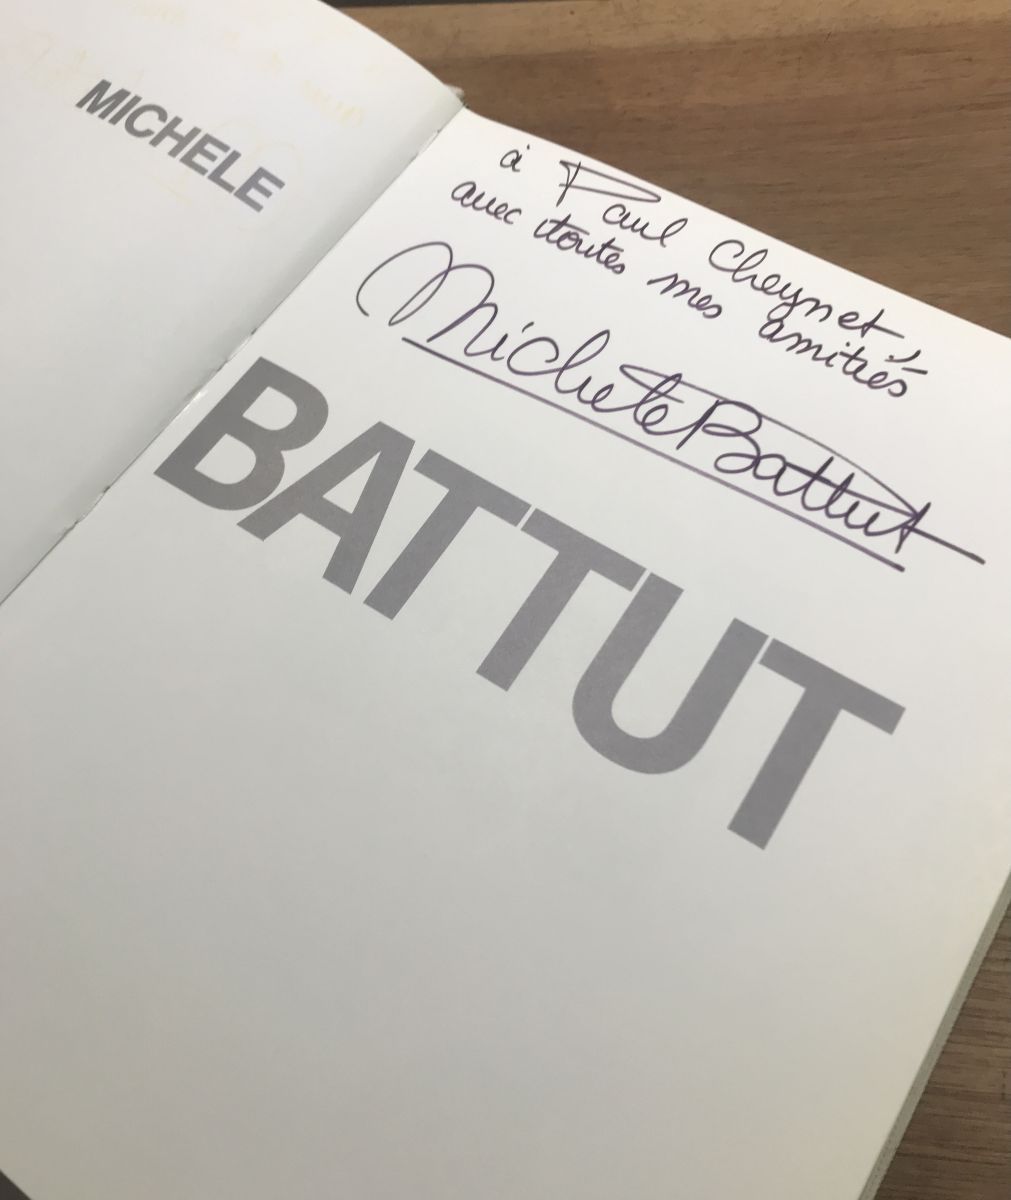 MICHELE
à Paul Cheynet,
avec toutes mes amitiés
Michele Battut
BATTUT